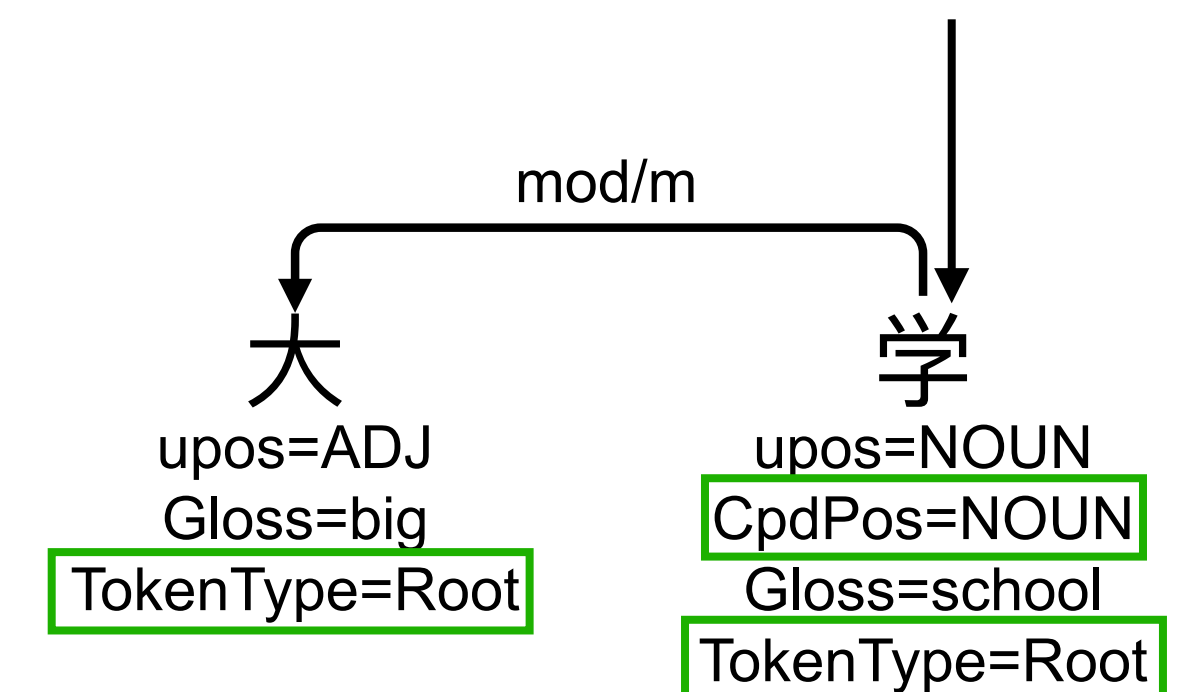 mod/m
大
upos=ADJ
Gloss=big
TokenType=Root
学
upos=NOUN
CpdPos=NOUN
Gloss=school
TokenType=Root